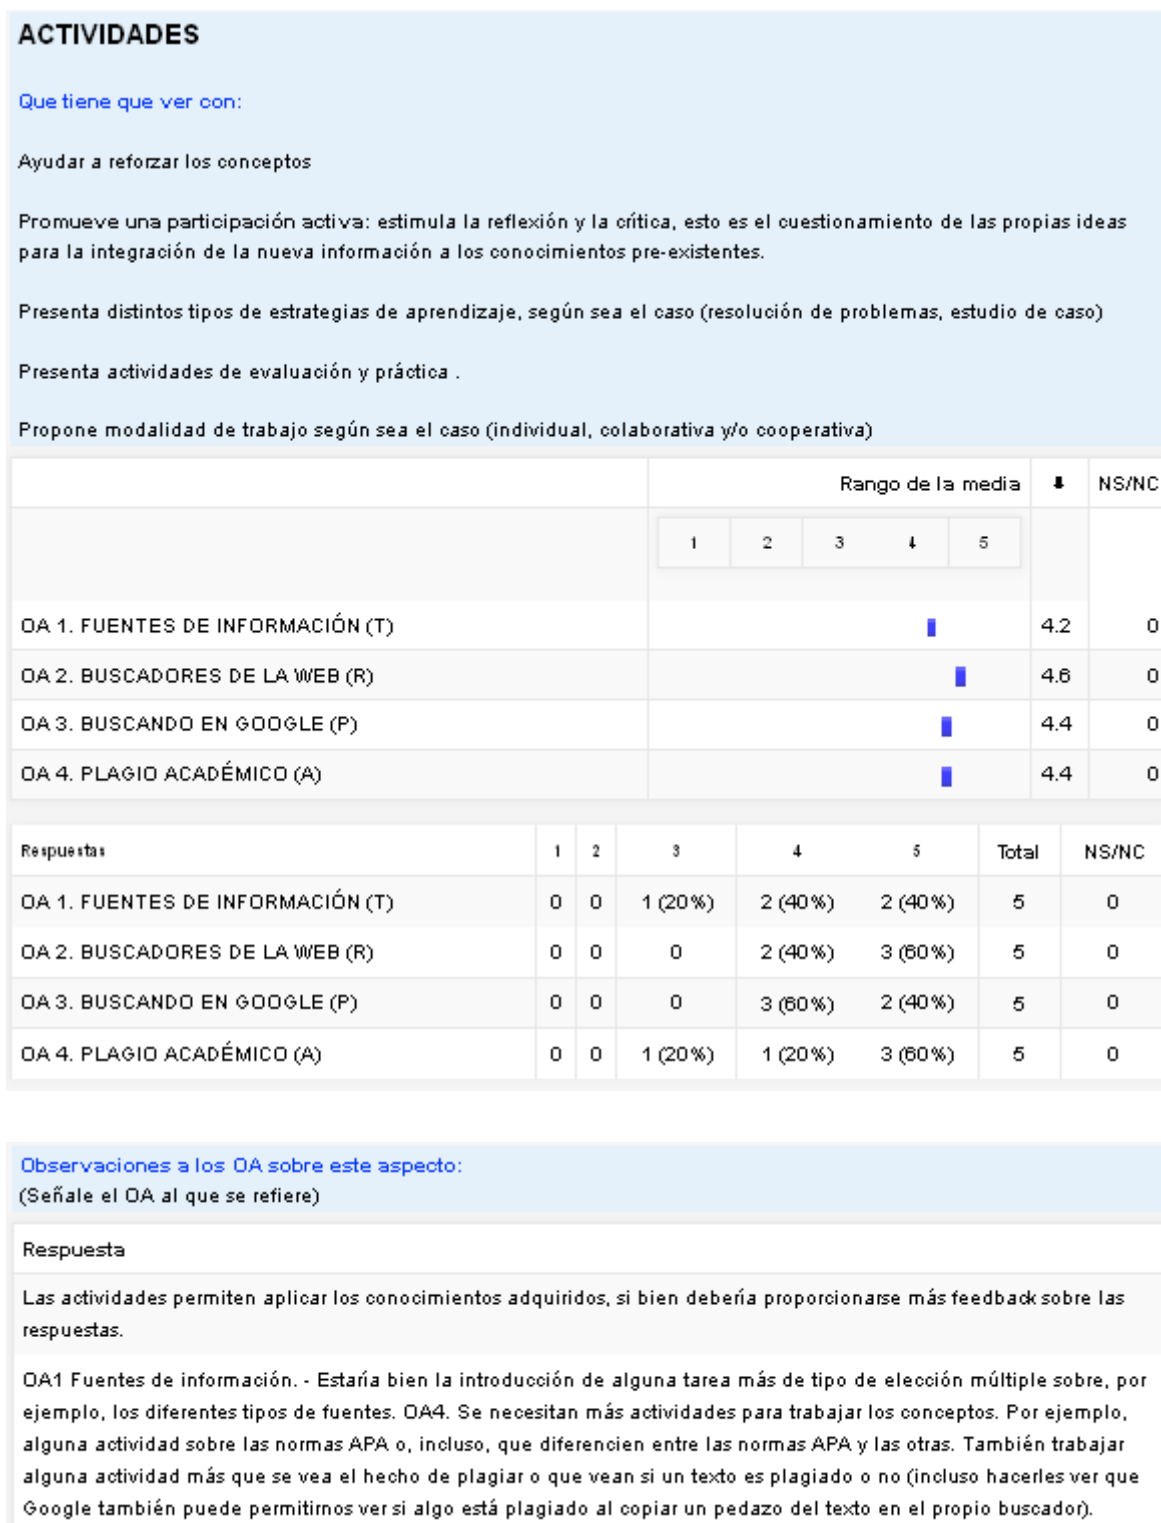 ACTIVIDADES
Que tiene que ver con:
Ayudar a reforzar los conceptos
Promueve una participación activa: estimula la reflexión y la crítica, esto es el cuestionamiento de las propias ideas
para la integración de la nueva información a los conocimientos pre-existentes.
Presenta distintos tipos de estrategias de aprendizaje, según sea el caso (resolución de problemas, estudio de caso)
Presenta actividades de evaluación y práctica .
Propone modalidad de trabajo según sea el caso (individual, colaborativa y/o cooperativa)
Rango de la media ⬇ NS/NC
1 2 3 4 5
OA 1. FUENTES DE INFORMACIÓN (T) 4.2 0
OA 2. BUSCADORES DE LA WEB (R) 4.6 0
OA 3. BUSCANDO EN GOOGLE (P) 4.4 0
OA 4. PLAGIO ACADÉMICO (A) 4.4 0
Respuestas 1 2 3 4 5 Total NS/NC
OA 1. FUENTES DE INFORMACIÓN (T) 0 0 1 (20%) 2 (40%) 2 (40%) 5 0
OA 2. BUSCADORES DE LA WEB (R) 0 0 0 2 (40%) 3 (60%) 5 0
OA 3. BUSCANDO EN GOOGLE (P) 0 0 0 3 (60%) 2 (40%) 5 0
OA 4. PLAGIO ACADÉMICO (A) 0 0 1 (20%) 1 (20%) 3 (60%) 5 0
Observaciones a los OA sobre este aspecto:
(Señale el OA al que se refiere)
Respuesta
Las actividades permiten aplicar los conocimientos adquiridos, si bien debería proporcionarse más feedback sobre las
respuestas.
OA1 Fuentes de información. - Estaría bien la introducción de alguna tarea más de tipo de elección múltiple sobre, por
ejemplo, los diferentes tipos de fuentes. OA4. Se necesitan más actividades para trabajar los conceptos. Por ejemplo,
alguna actividad sobre las normas APA o, incluso, que diferencien entre las normas APA y las otras. También trabajar
alguna actividad más que se vea el hecho de plagiar o que vean si un texto es plagiado o no (incluso hacerles ver que
Google también puede permitirnos ver si algo está plagiado al copiar un pedazo del texto en el propio buscador).